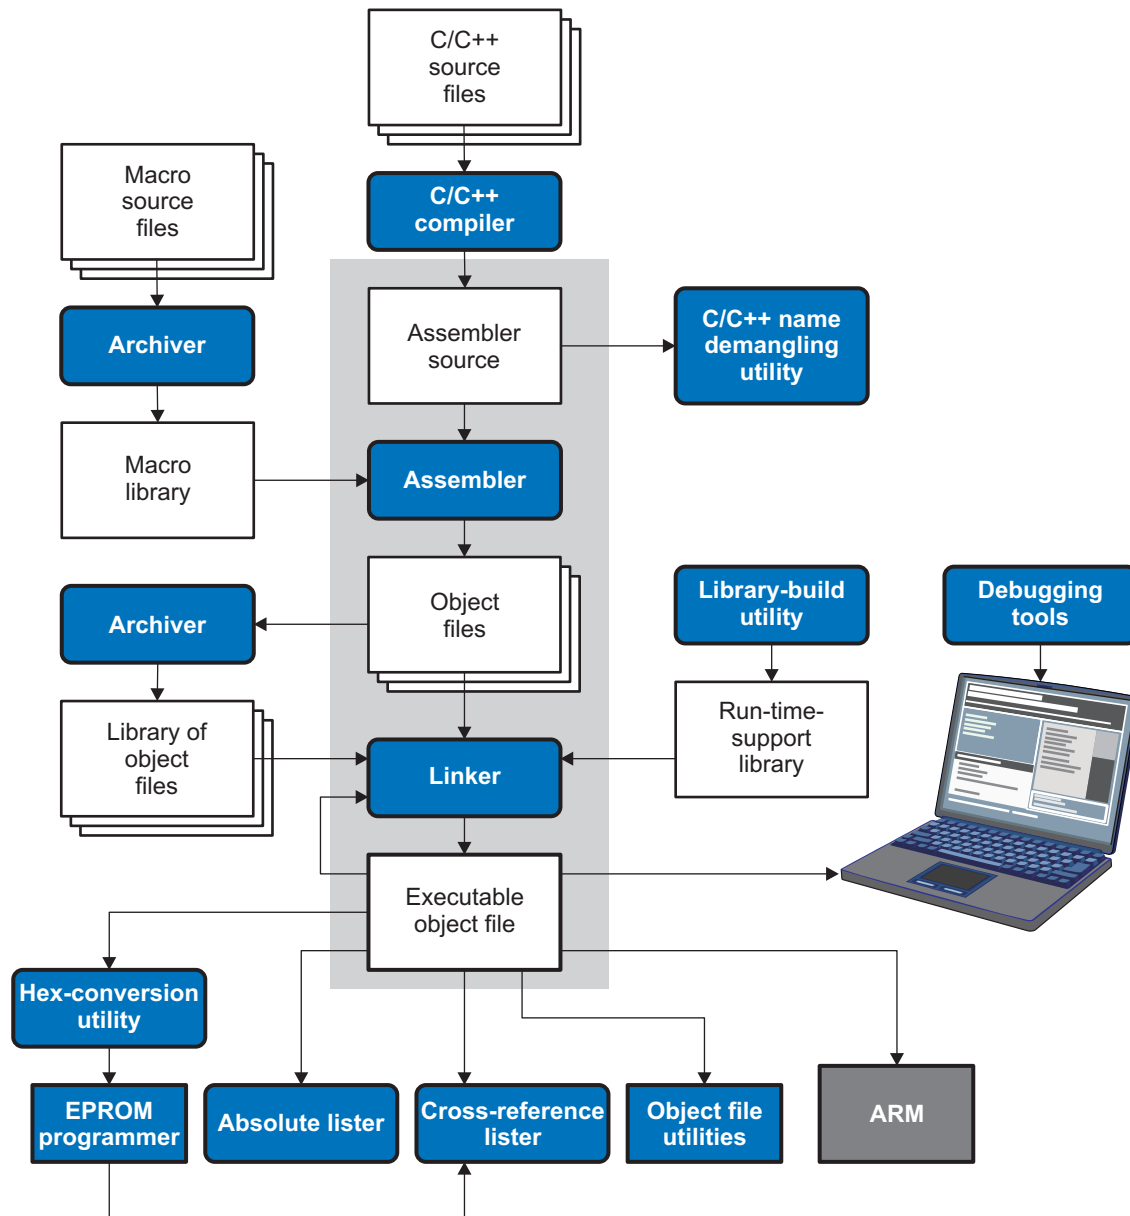 C/C++
source
files
Macro
source
files
C/C++
compiler
Archiver
Assembler
source
C/C++ name
demangling
utility
Macro
library
Assembler
Archiver
Object
files
Library-build
utility
Debugging
tools
Library of
object
files
Linker
Run-time-
support
library
Executable
object file
Hex-conversion
utility
EPROM
programmer
Absolute lister
Cross-reference
lister
Object file
utilities
ARM